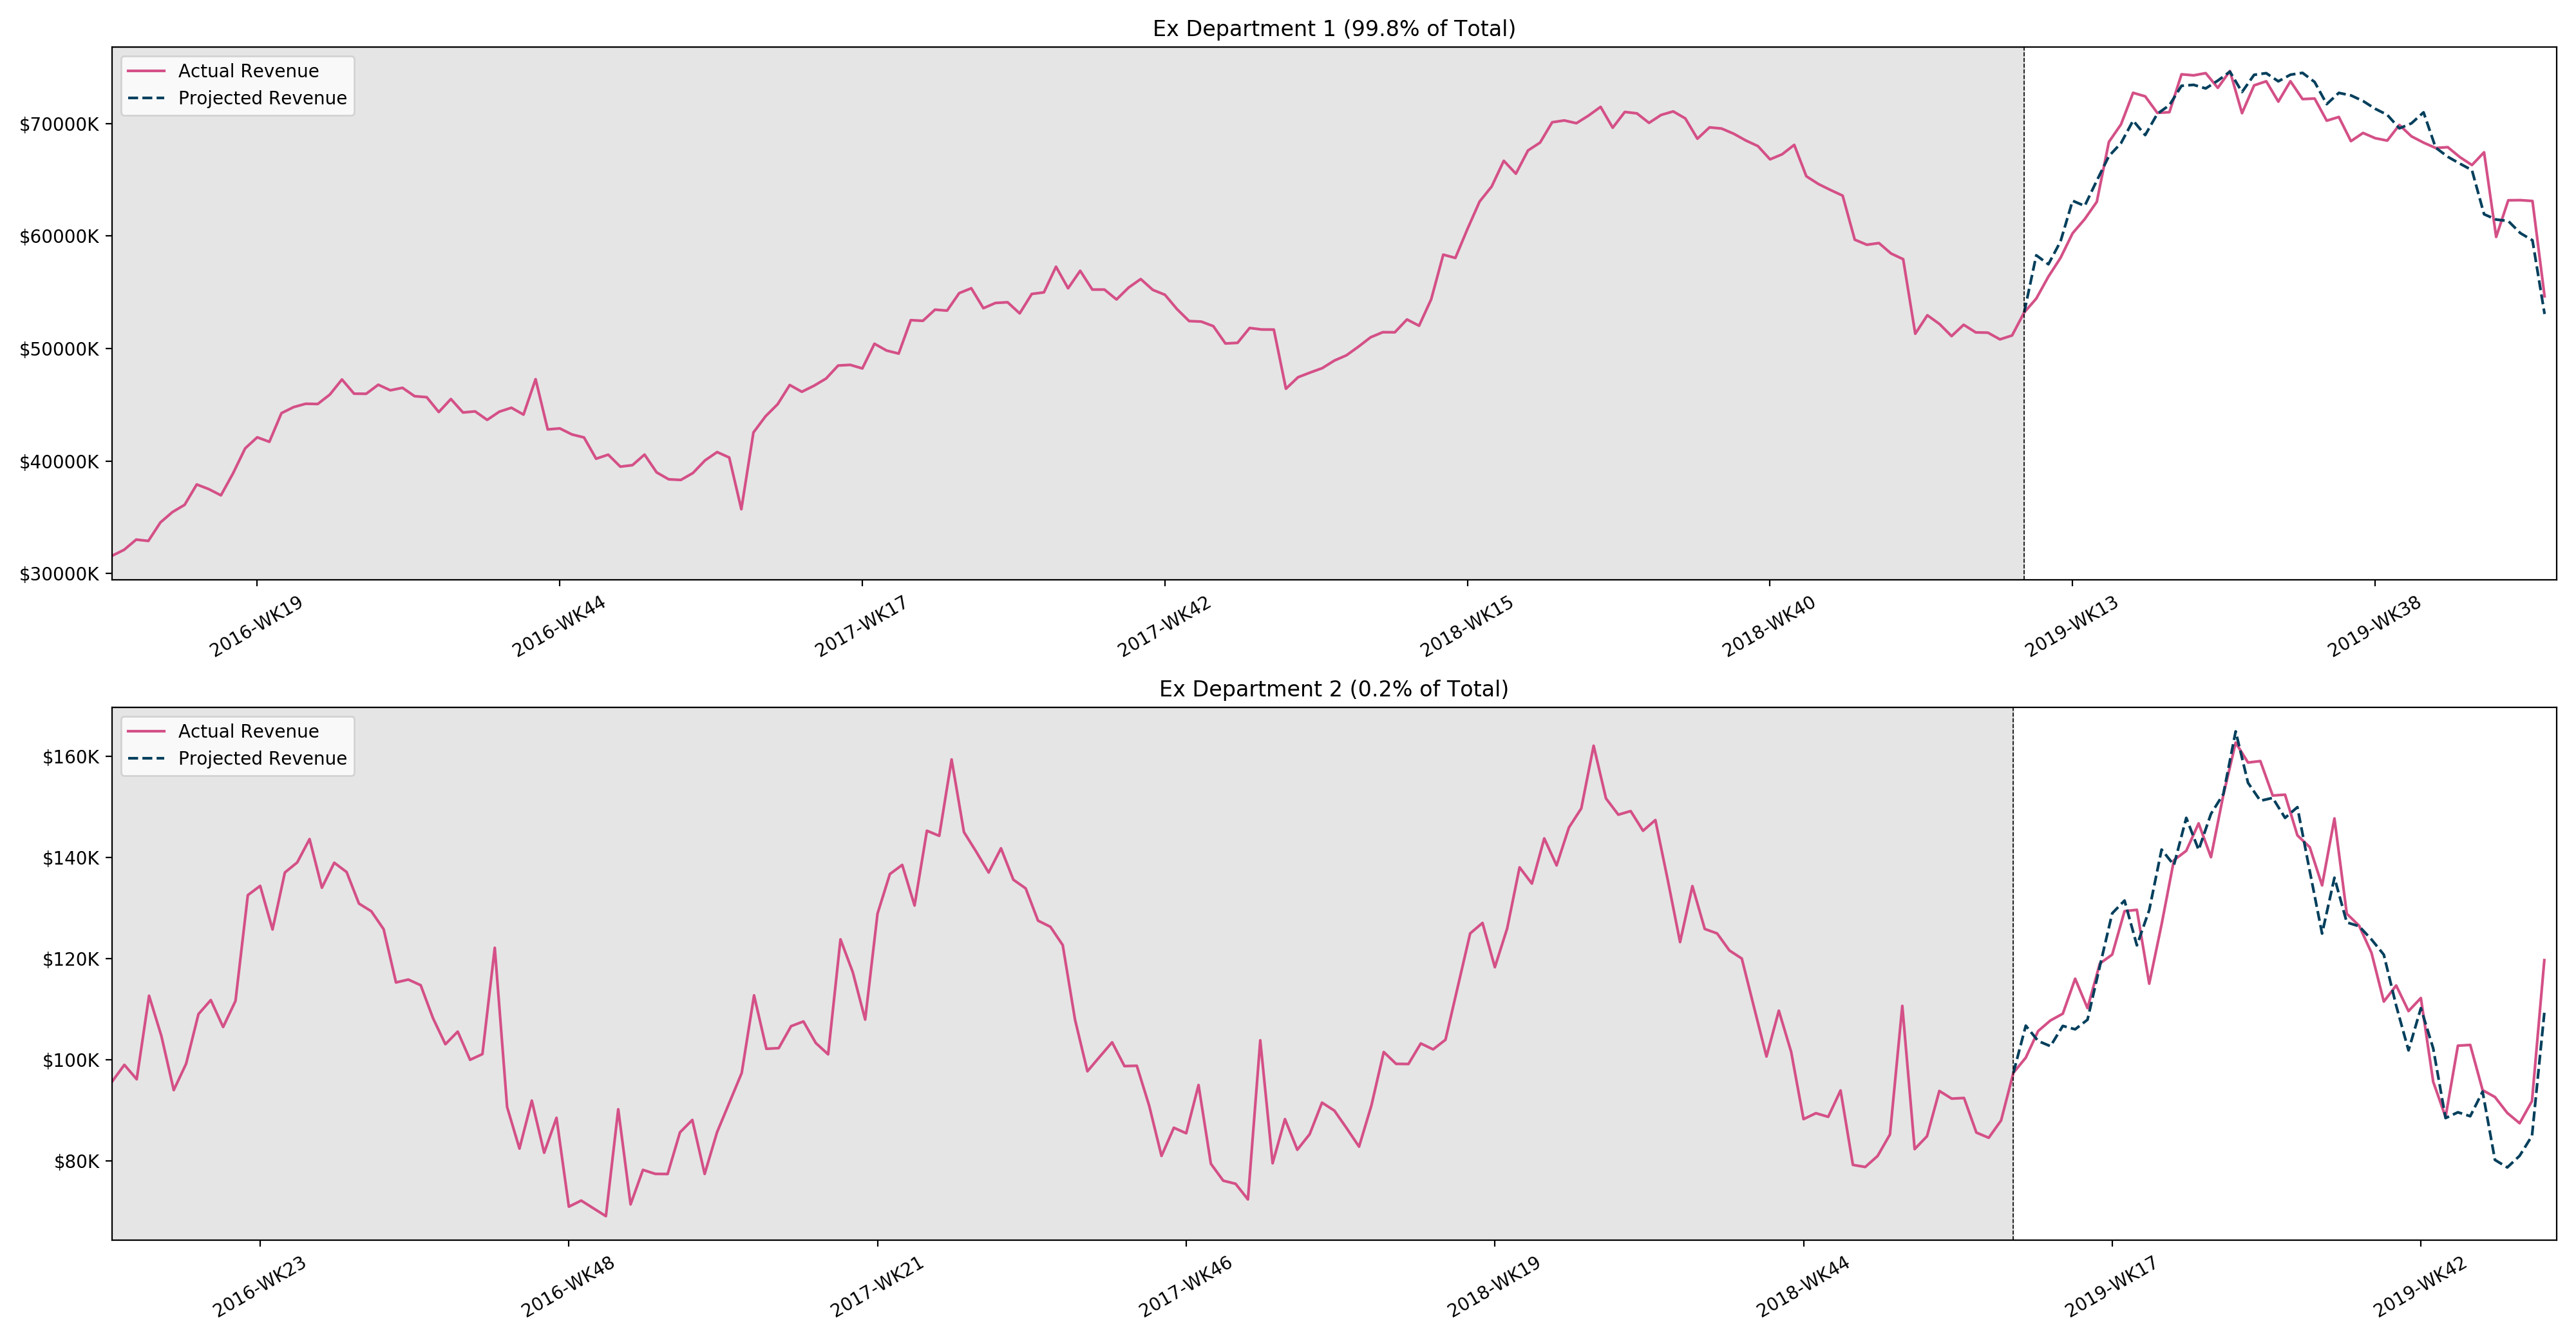 Ex Department 1 (99.8% of Total)
Actual Revenue
Projected Revenue
$70000K
$60000K
$50000K
$40000K
$30000K
2016-WK19
2016-WK44
2017-WK17
2017-WK42
2018-WK15
2018-WK40
2019-WK13
2019-WK38
Ex Department 2 (0.2% of Total)
Actual Revenue
Projected Revenue
$160K
$140K
$120K
$100K
$80K
2016-WK23
2016-WK48
2017-WK21
2017-WK46
2018-WK19
2018-WK44
2019-WK17
2019-WK42